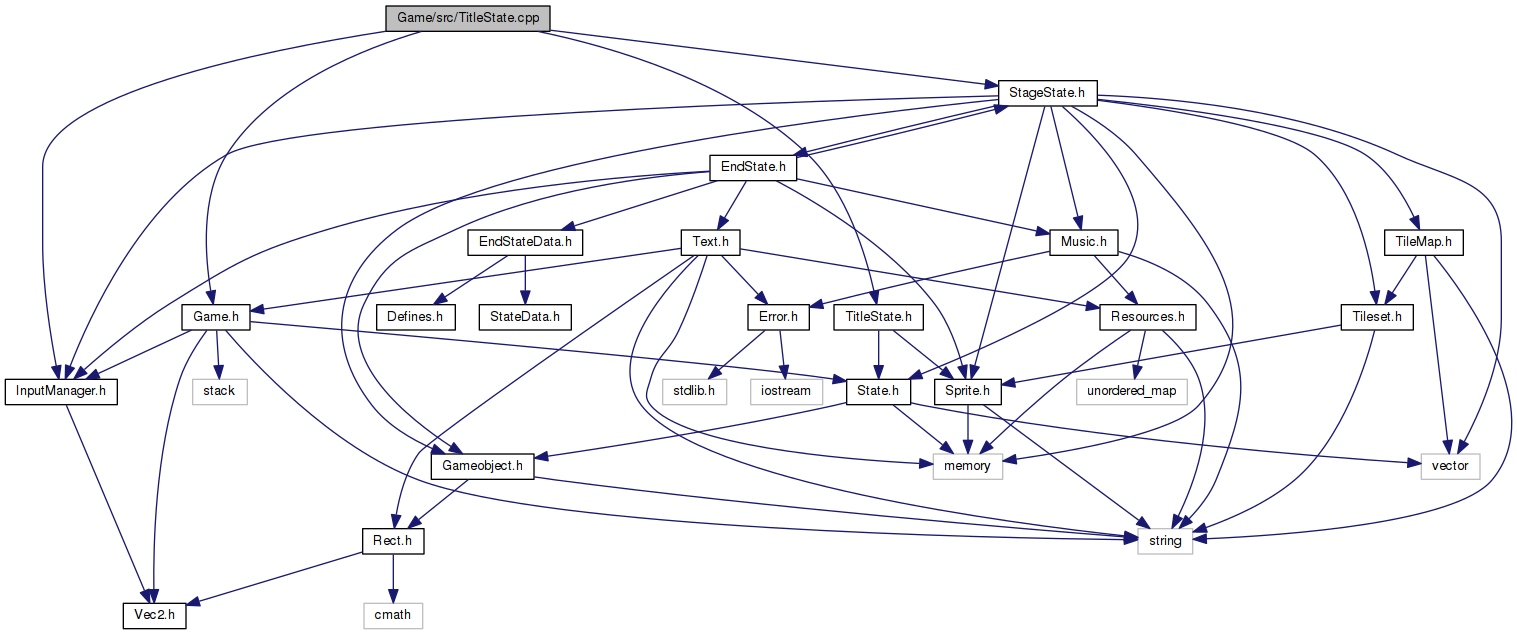 Game/src/TitleState.cpp
StageState.h
EndState.h
EndStateData.h
Text.h
Music.h
TileMap.h
Game.h
Defines.h
StateData.h
Error.h
TitleState.h
Resources.h
Tileset.h
InputManager.h
stack
stdlib.h
iostream
State.h
Sprite.h
unordered_map
Gameobject.h
memory
vector
Rect.h
string
Vec2.h
cmath